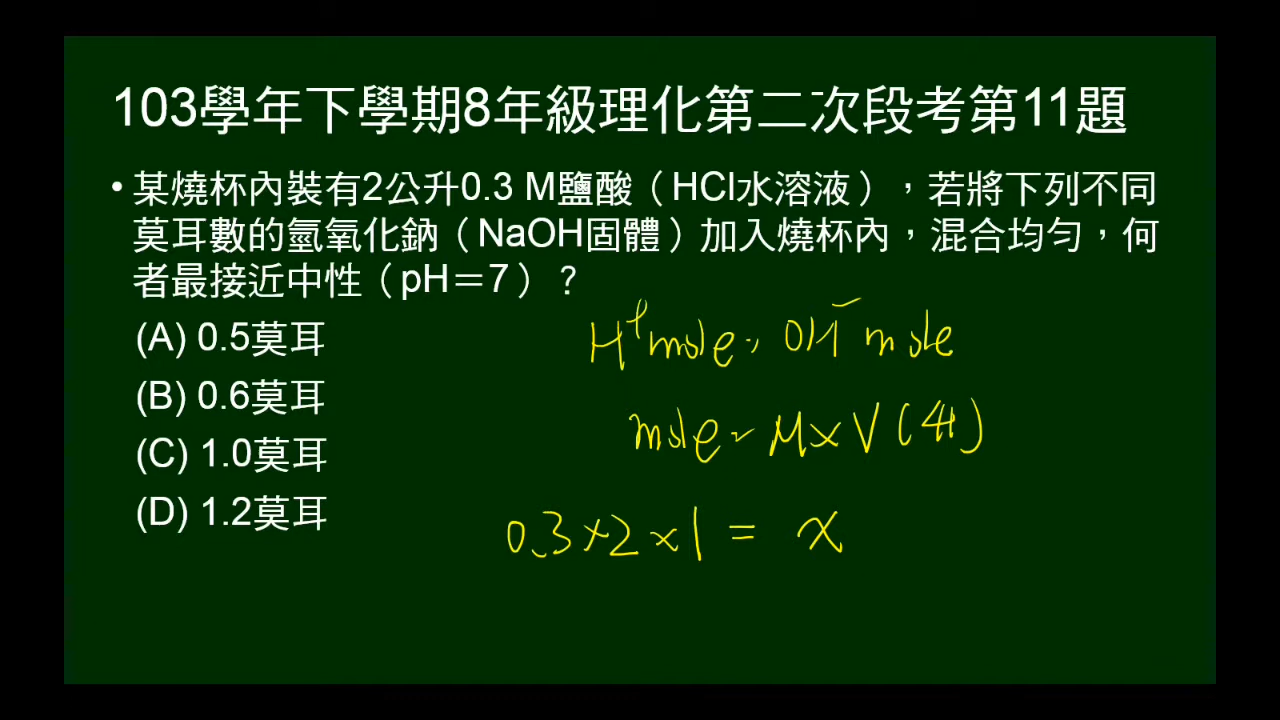 103學年下學期8年級理化第二次段考第11題
• 某燒杯內裝有2公升0.3 M鹽酸（HCl水溶液），若將下列不同
莫耳數的氫氧化鈉（NaOH固體）加入燒杯內，混合均勻，何
者最接近中性（pH＝7）？
(A) 0.5莫耳
(B) 0.6莫耳
(C) 1.0莫耳
(D) 1.2莫耳
H⁺mole = OH⁻ mole
mole = M×V(升)
0.3×2×1 = x